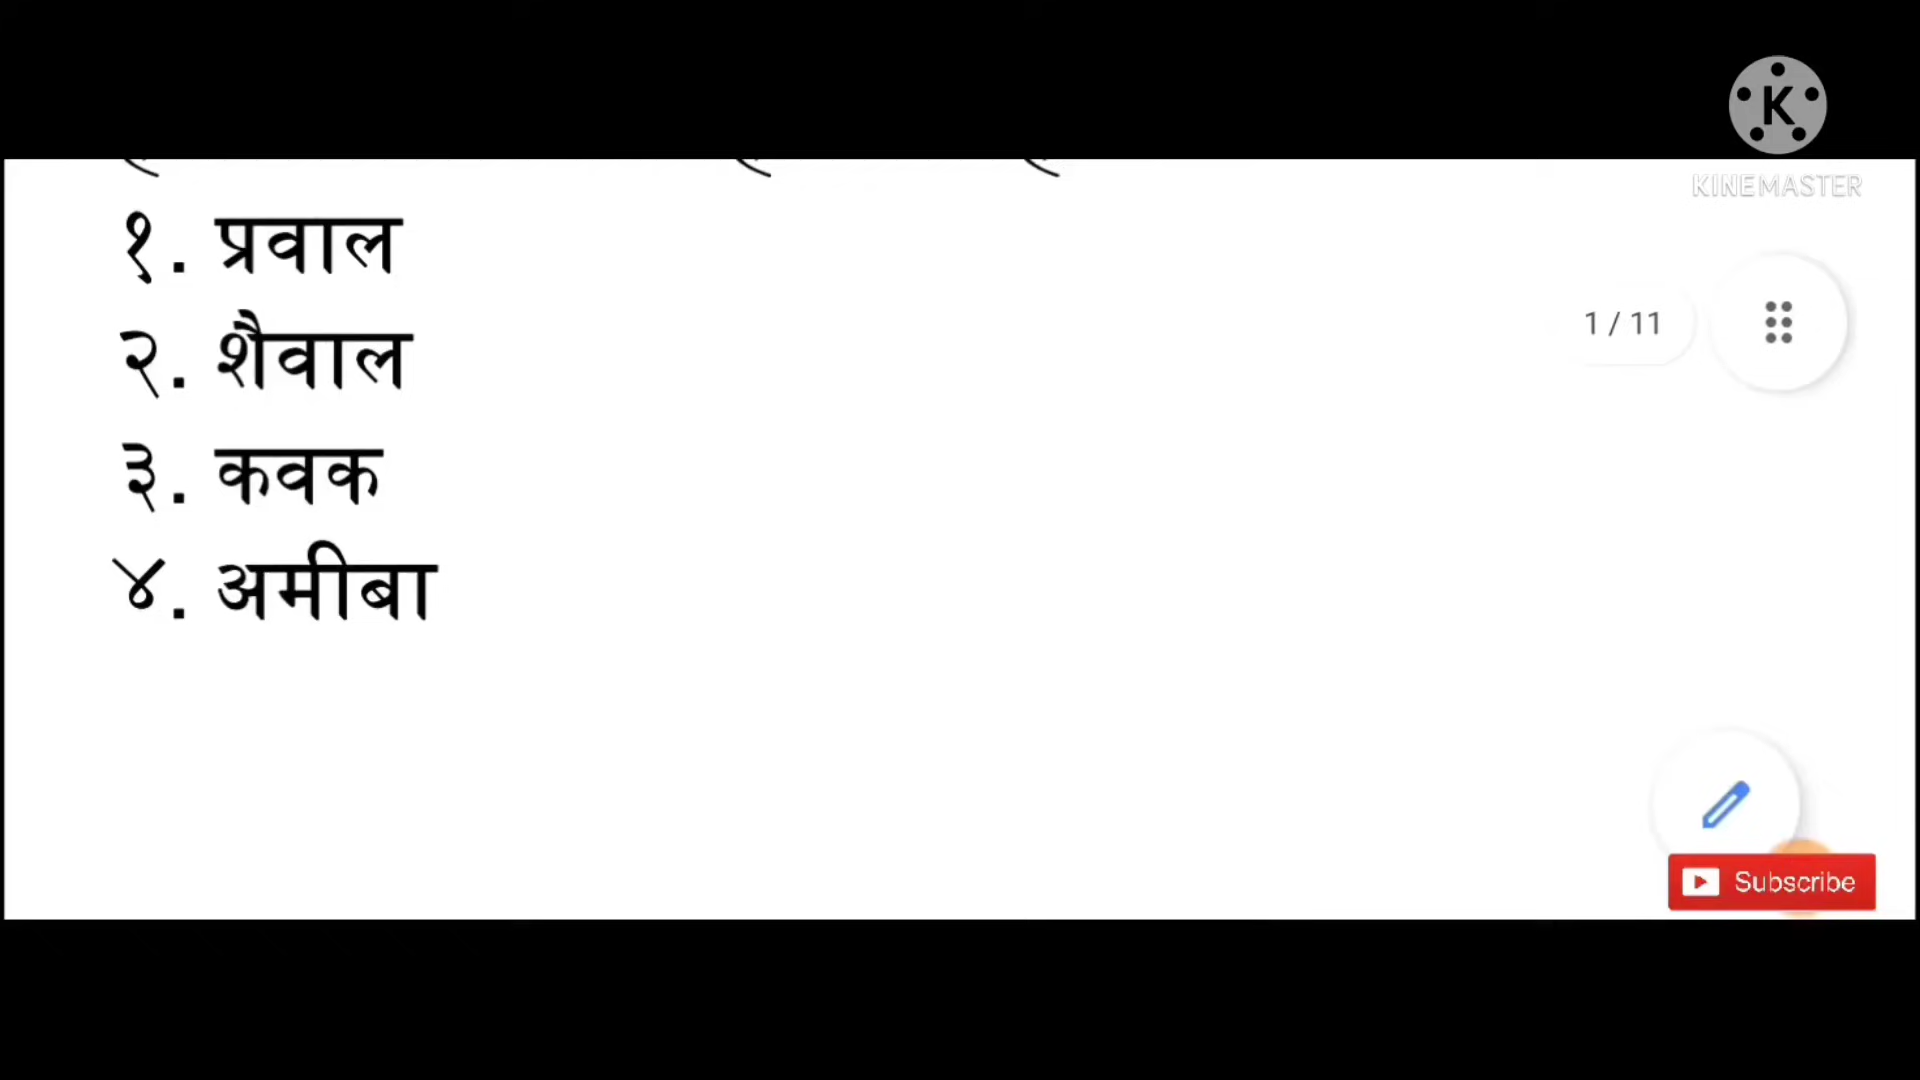 KINEMASTER
१. प्रवाल
1 / 11
२. शैवाल
३. कवक
४. अमीबा
Subscribe